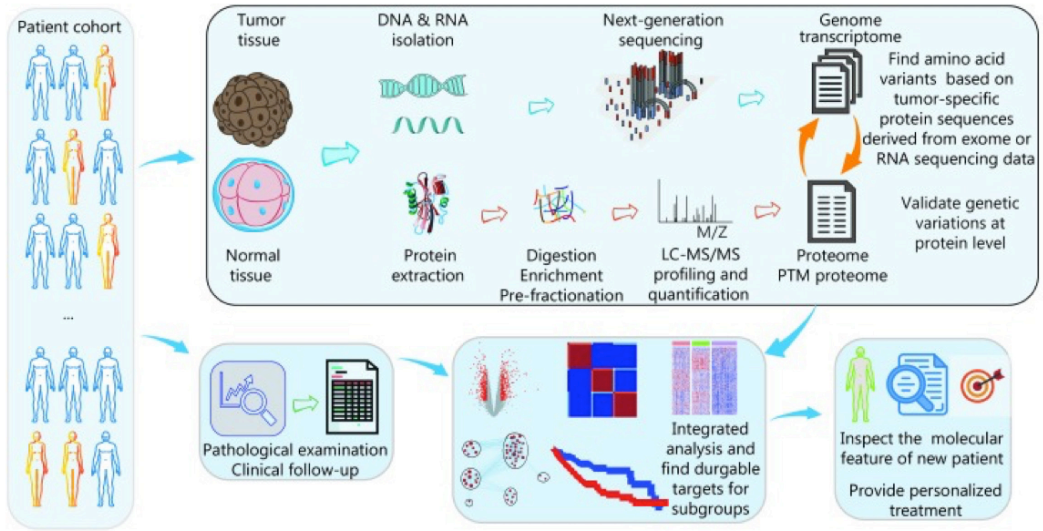 Patient cohort
...
Tumor
tissue
Normal
tissue
DNA & RNA
isolation
Next-generation
sequencing
Genome
transcriptome
Find amino acid
variants based on
tumor-specific
protein sequences
derived from exome or
RNA sequencing data
Protein
extraction
Digestion
Enrichment
Pre-fractionation
M/Z
LC-MS/MS
profiling and
quantification
Proteome
PTM proteome
Validate genetic
variations at
protein level
Pathological examination
Clinical follow-up
Integrated
analysis and
find durgable
targets for
subgroups
Inspect the molecular
feature of new patient
Provide personalized
treatment